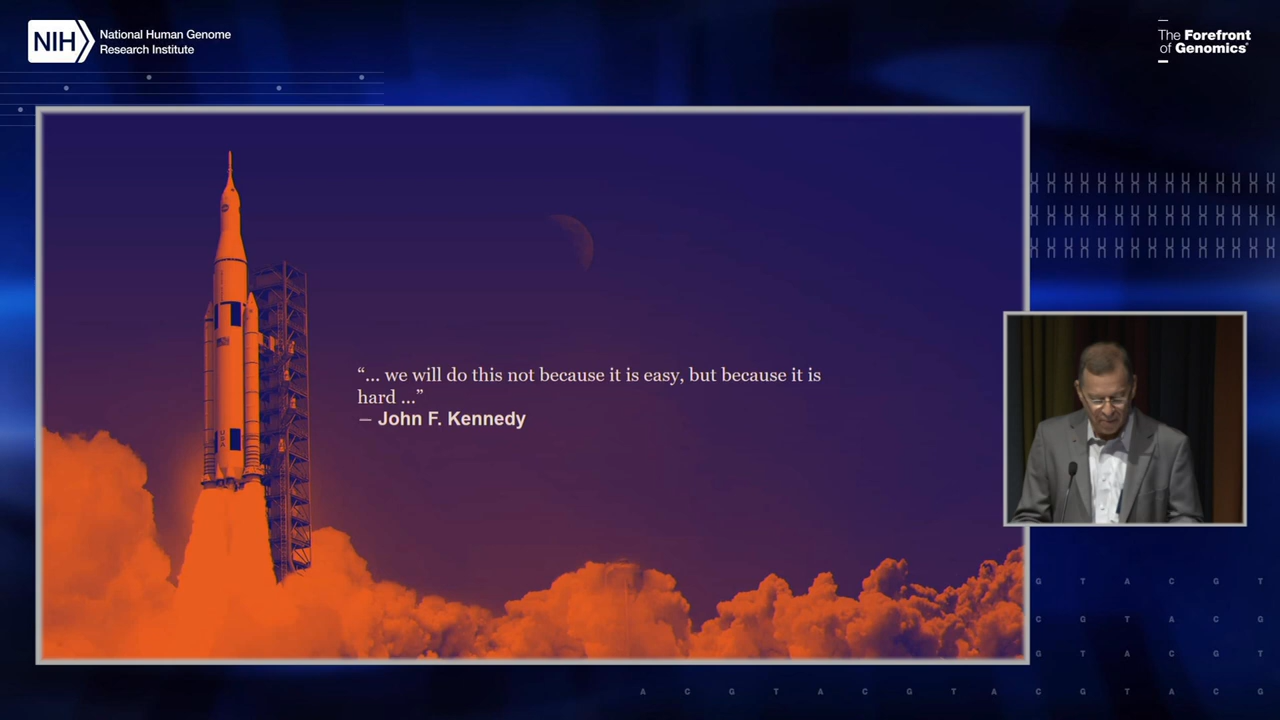 NIH
National Human Genome
Research Institute
The Forefront
of Genomics®
“... we will do this not because it is easy, but because it is
hard ...”
– John F. Kennedy
USA
G T A C G T
C G T A C G
G T A C G T
A C G T A C G T A C G T A C G